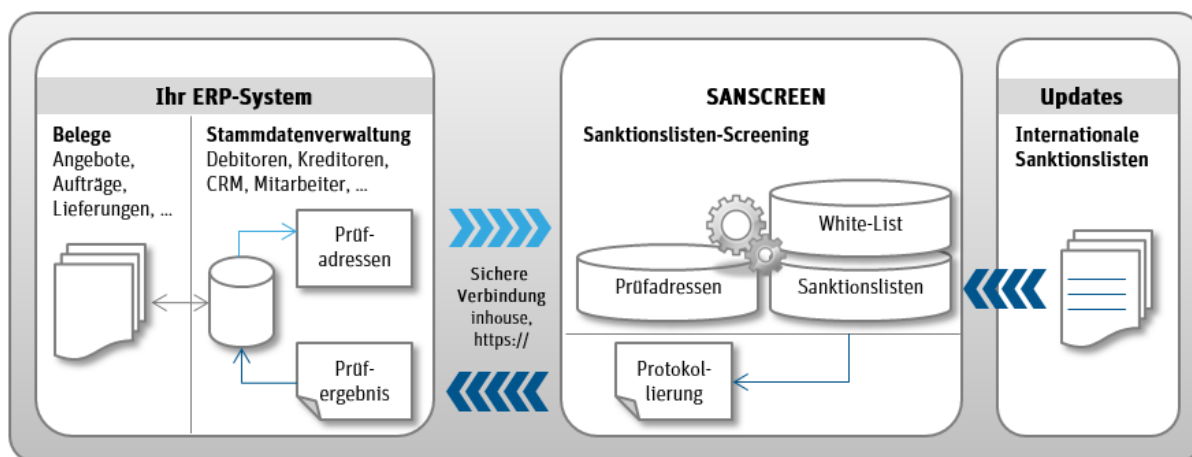 Ihr ERP-System
Belege
Angebote,
Aufträge,
Lieferungen, ...
Stammdatenverwaltung
Debitoren, Kreditoren,
CRM, Mitarbeiter, ...
Prüf-
adressen
Prüf-
ergebnis
Sichere
Verbindung
inhouse,
https://
SANSCREEN
Sanktionslisten-Screening
White-List
Prüfadressen
Sanktionslisten
Protokol-
lierung
Updates
Internationale
Sanktionslisten